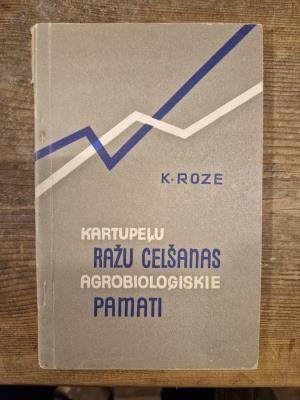 K. ROZE
KARTUPEĻU
RAŽU CELŠANAS
AGROBIOLOĢISKIE
PAMATI